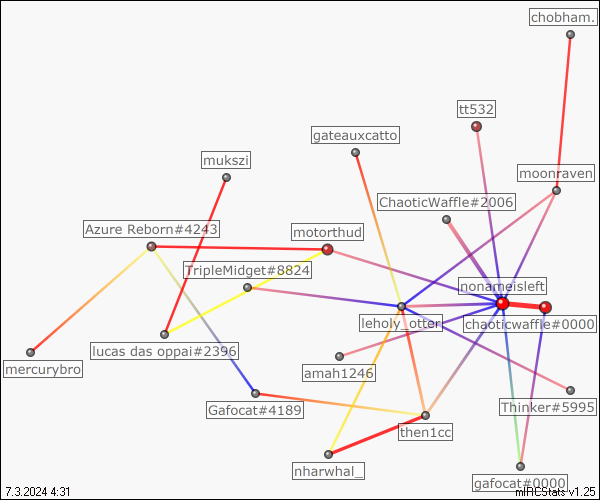 chobham.
tt532
gateauxcatto
mukszi
moonraven
ChaoticWaffle#2006
Azure Reborn#4243
motorthud
TripleMidget#8824
nonameisleft
leholy_otter
chaoticwaffle#0000
lucas das oppai#2396
mercurybro
amah1246
Gafocat#4189
Thinker#5995
then1cc
nharwhal_
gafocat#0000
7.3.2024 4:31
mIRCStats v1.25